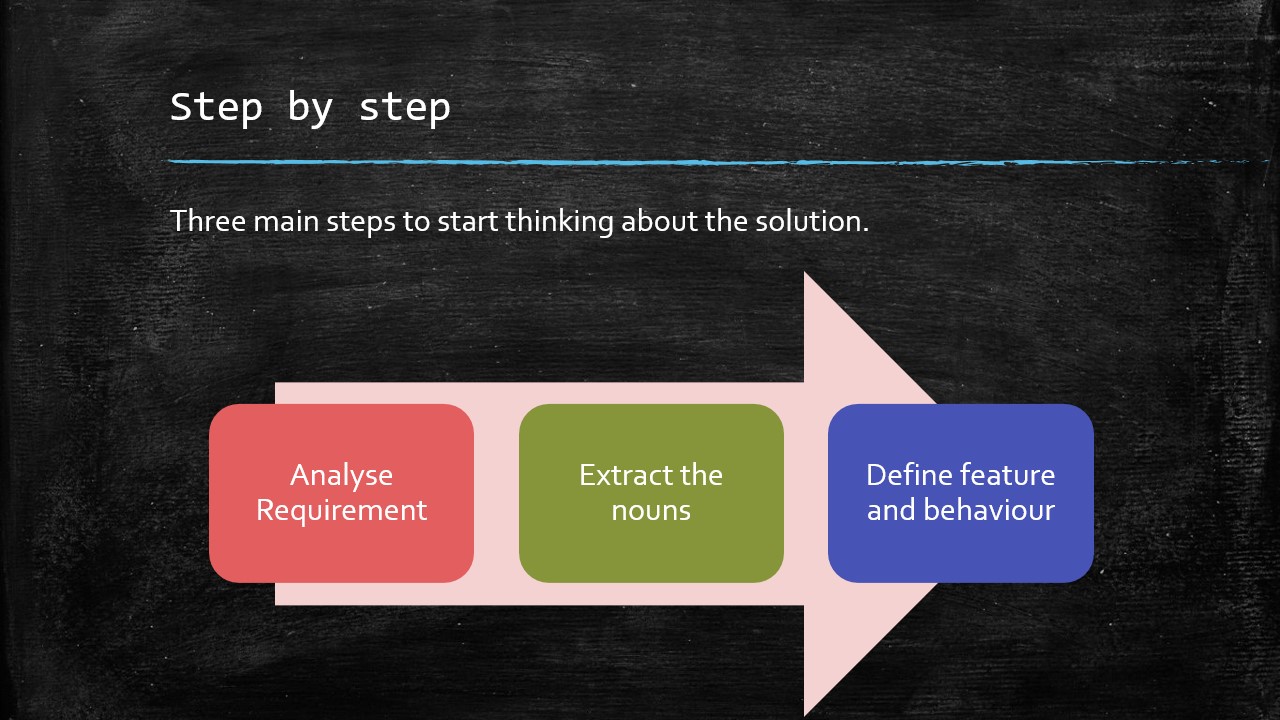 Step by step
Three main steps to start thinking about the solution.
Analyse
Requirement
Extract the
nouns
Define feature
and behaviour